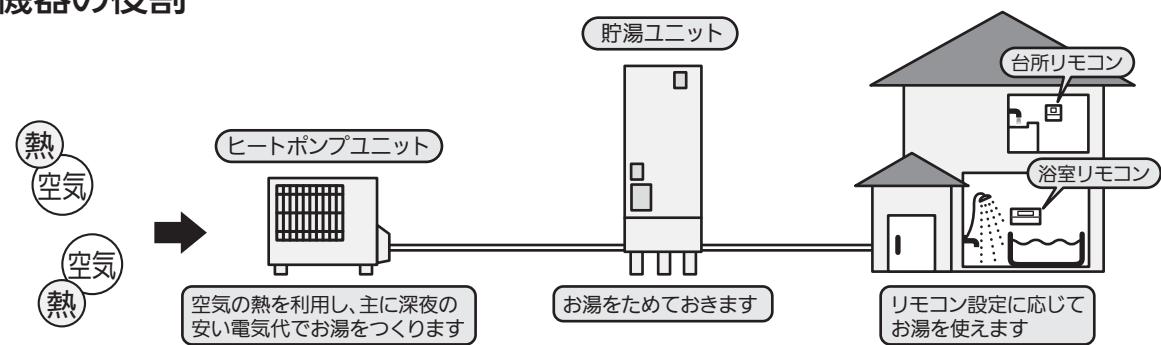 機器の役割
貯湯ユニット
台所リモコン
ヒートポンプユニット
浴室リモコン
熱
空気
空気
熱
空気の熱を利用し、主に深夜の
安い電気代でお湯をつくります
お湯をためておきます
リモコン設定に応じて
お湯を使えます